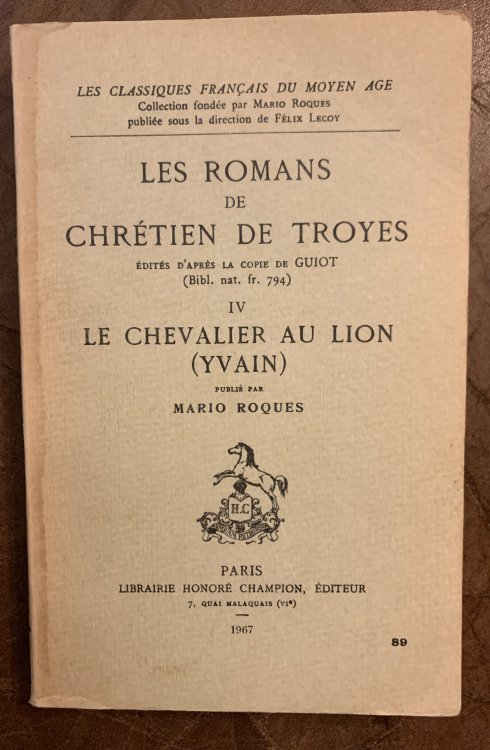 LES CLASSIQUES FRANÇAIS DU MOYEN AGE
Collection fondée par MARIO ROQUES
publiée sous la direction de FÉLIX LECOY
LES ROMANS
DE
CHRÉTIEN DE TROYES
ÉDITÉS D'APRÈS LA COPIE DE GUIOT
(Bibl. nat. fr. 794)
IV
LE CHEVALIER AU LION
(YVAIN)
PUBLIÉ PAR
MARIO ROQUES
H.C
PARIS
LIBRAIRIE HONORÉ CHAMPION, ÉDITEUR
7, QUAI MALAQUAIS (VIe)
1967
89